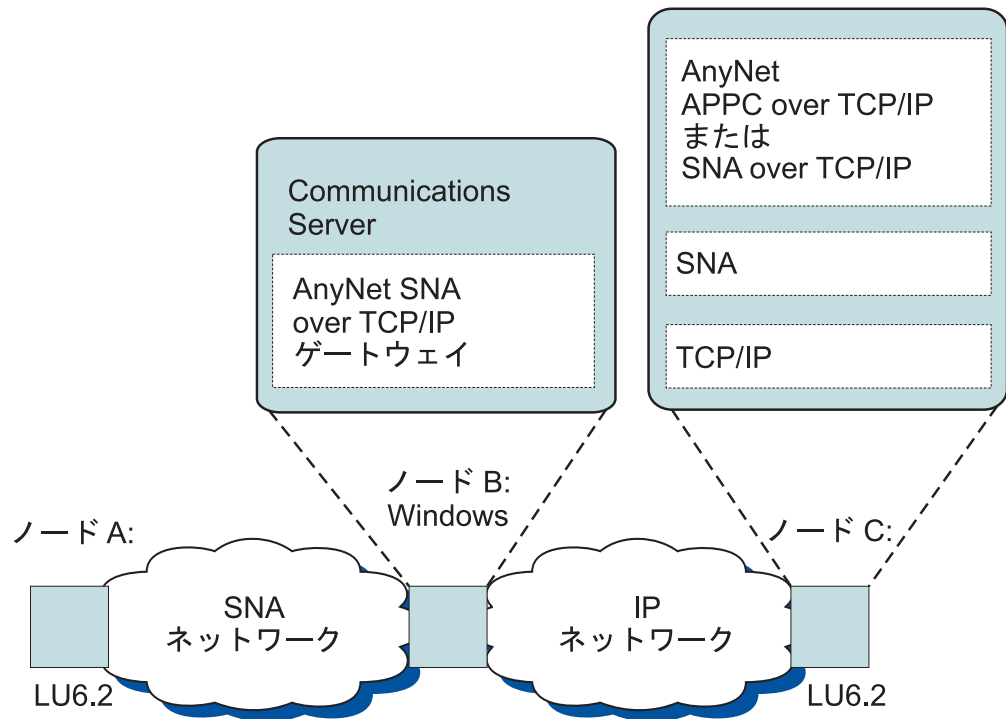 AnyNet
APPC over TCP/IP
または
SNA over TCP/IP
SNA
TCP/IP
Communications
Server
AnyNet SNA
over TCP/IP
ゲートウェイ
ノード A:
ノード B:
Windows
ノード C:
SNA
ネットワーク
IP
ネットワーク
LU6.2
LU6.2